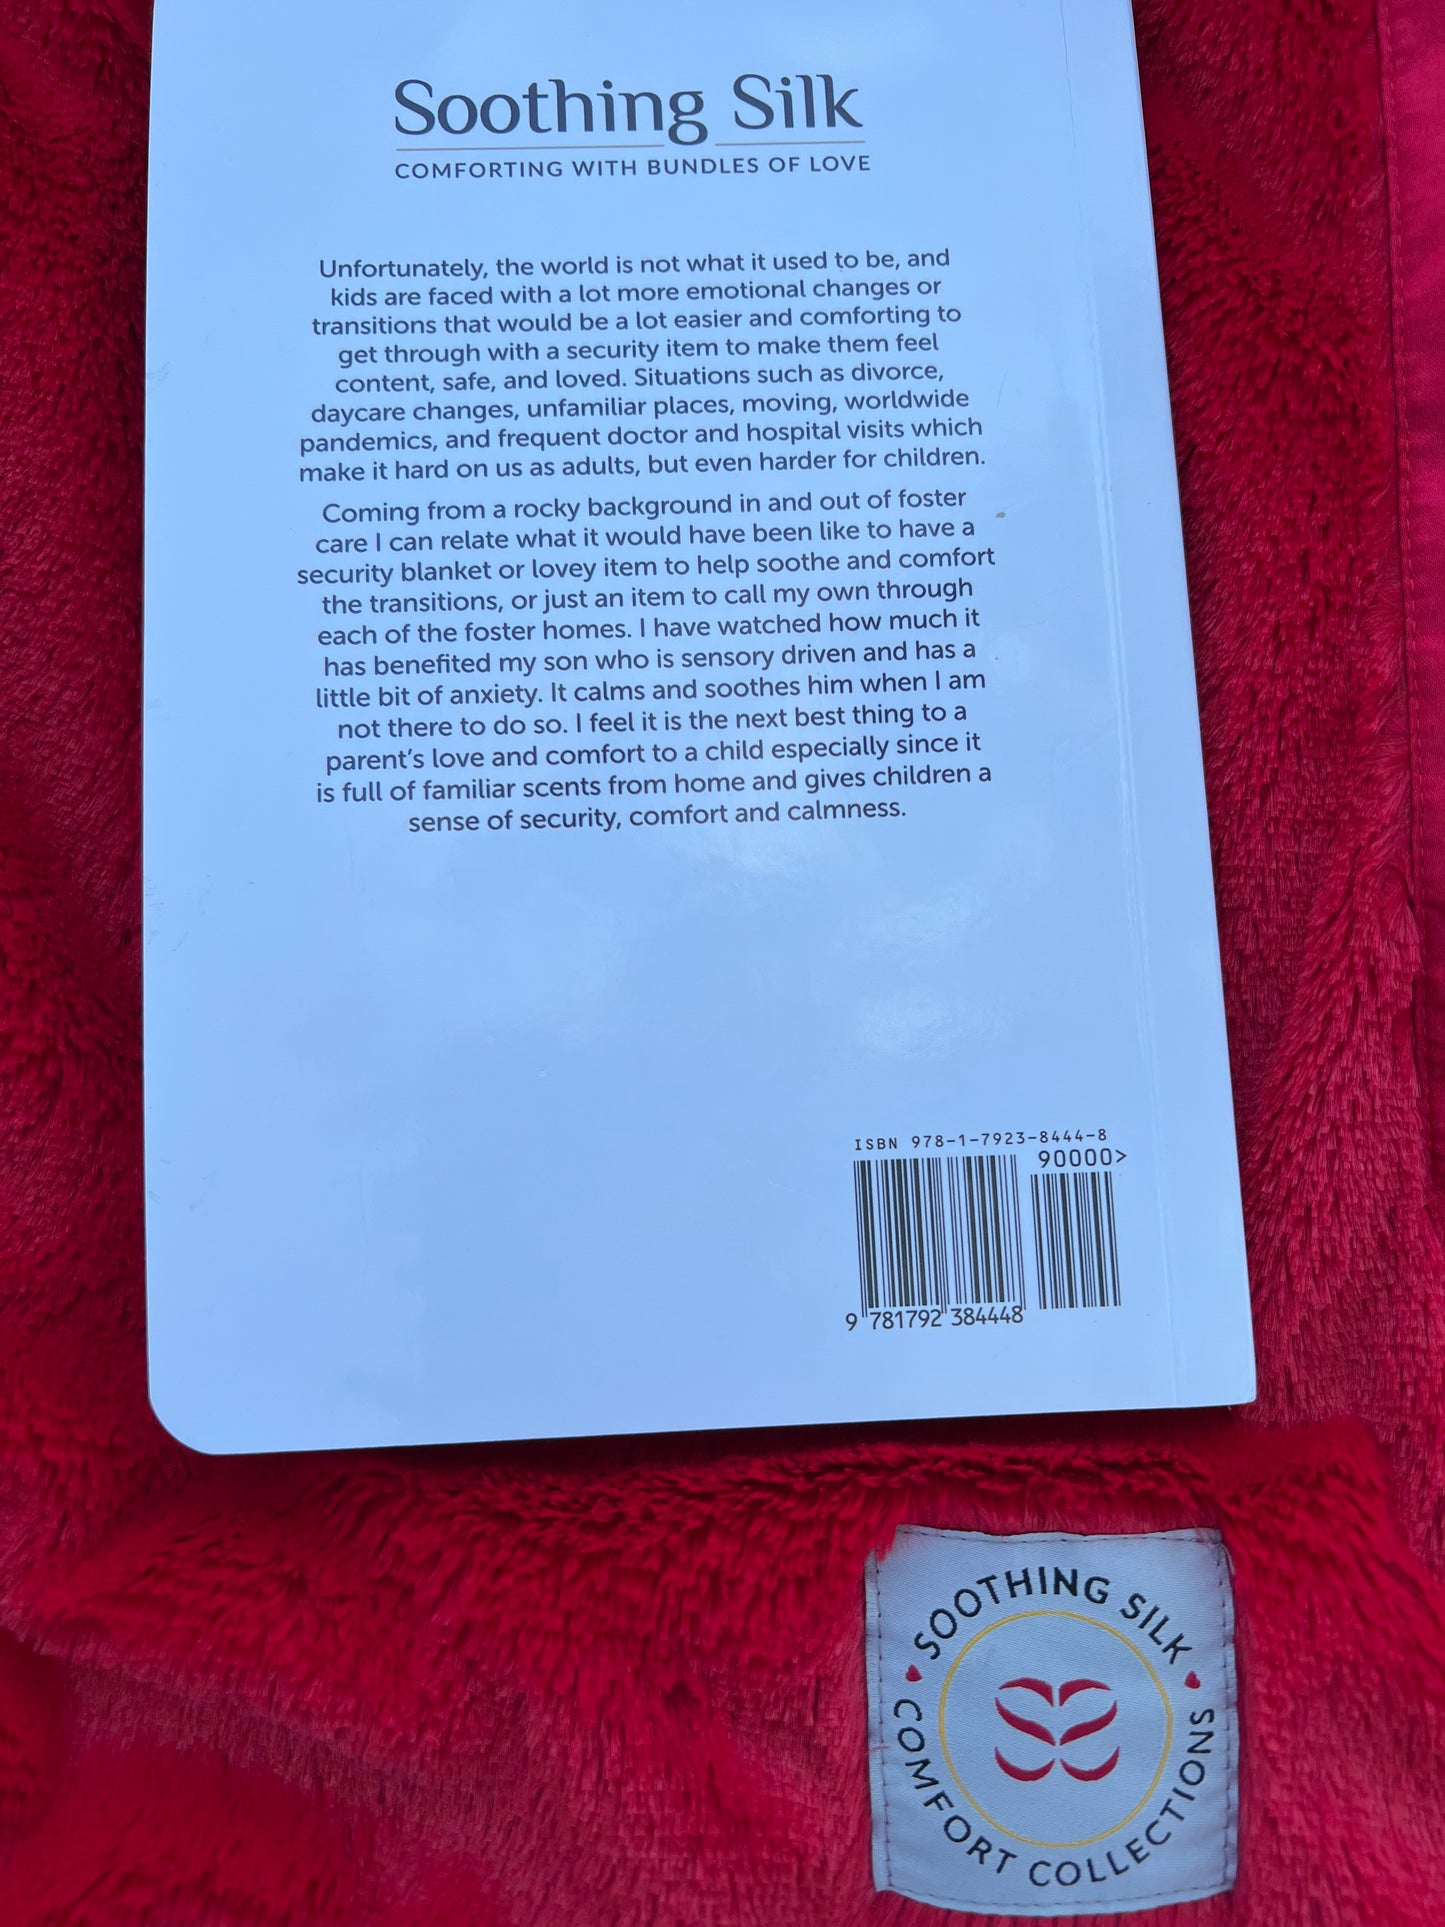 Soothing Silk
COMFORTING WITH BUNDLES OF LOVE
Unfortunately, the world is not what it used to be, and
kids are faced with a lot more emotional changes or
transitions that would be a lot easier and comforting to
get through with a security item to make them feel
content, safe, and loved. Situations such as divorce,
daycare changes, unfamiliar places, moving, worldwide
pandemics, and frequent doctor and hospital visits which
make it hard on us as adults, but even harder for children.
Coming from a rocky background in and out of foster
care I can relate what it would have been like to have a
security blanket or lovey item to help soothe and comfort
the transitions, or just an item to call my own through
each of the foster homes. I have watched how much it
has benefited my son who is sensory driven and has a
little bit of anxiety. It calms and soothes him when I am
not there to do so. I feel it is the next best thing to a
parent's love and comfort to a child especially since it
is full of familiar scents from home and gives children a
sense of security, comfort and calmness.
ISBN 978-1-7923-8444-8
90000>
9 781792 384448
SOOTHING SILK
COMFORT COLLECTIONS